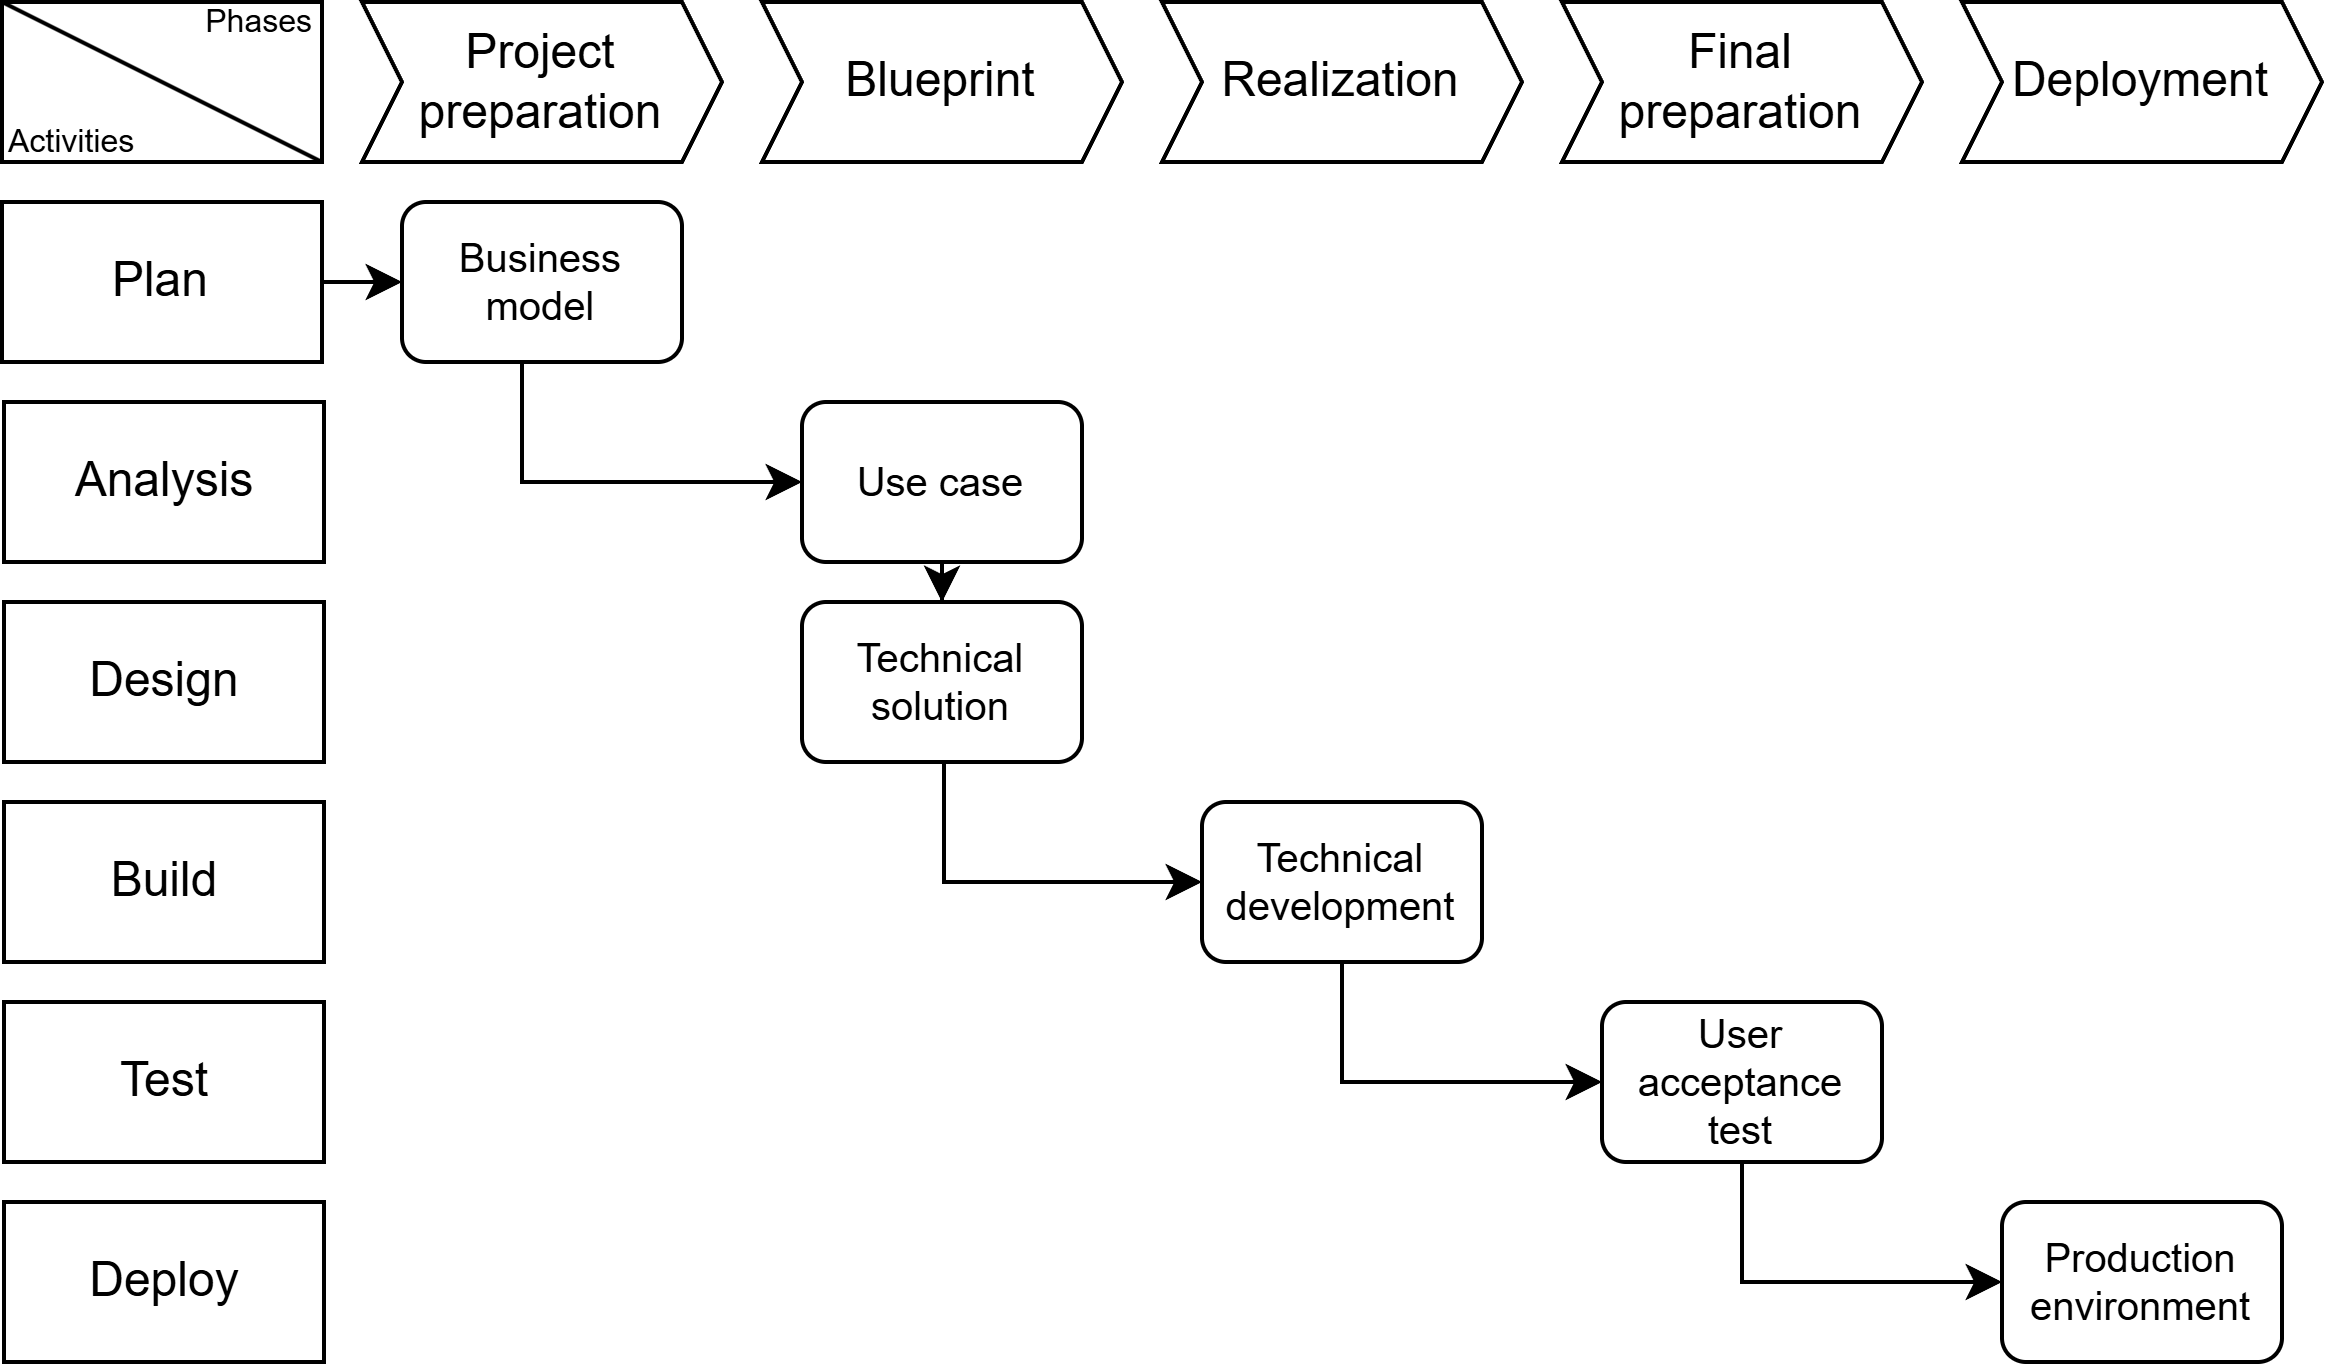 Phases
Activities
Project
preparation
Blueprint
Realization
Final
preparation
Deployment
Plan
Business
model
Analysis
Use case
Design
Technical
solution
Build
Technical
development
Test
User
acceptance
test
Deploy
Production
environment